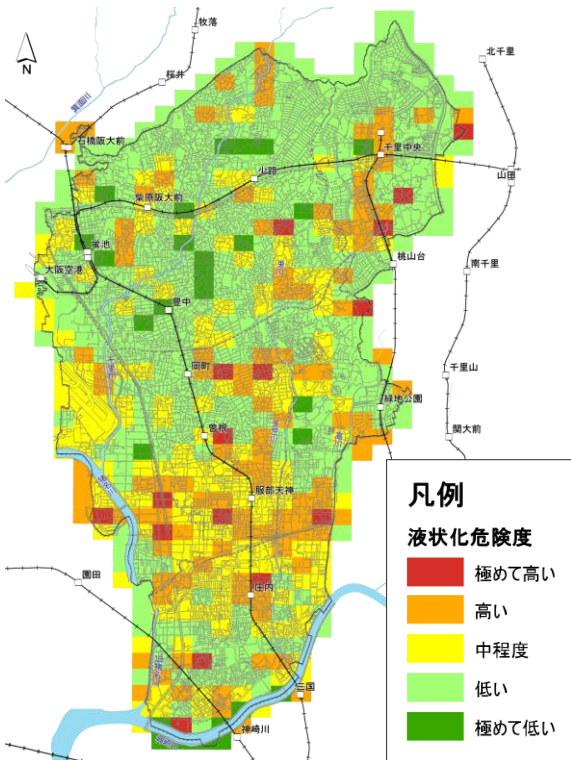 牧落
北千里
N
桜井
箕面川
石橋阪大前
千里中央
山田
少路
柴原阪大前
蛍池
大阪空港
桃山台
南千里
豊中
岡町
千里山
緑地公園
曽根
関大前
服部天神
園田
庄内
三国
神崎川
凡例
液状化危険度
極めて高い
高い
中程度
低い
極めて低い